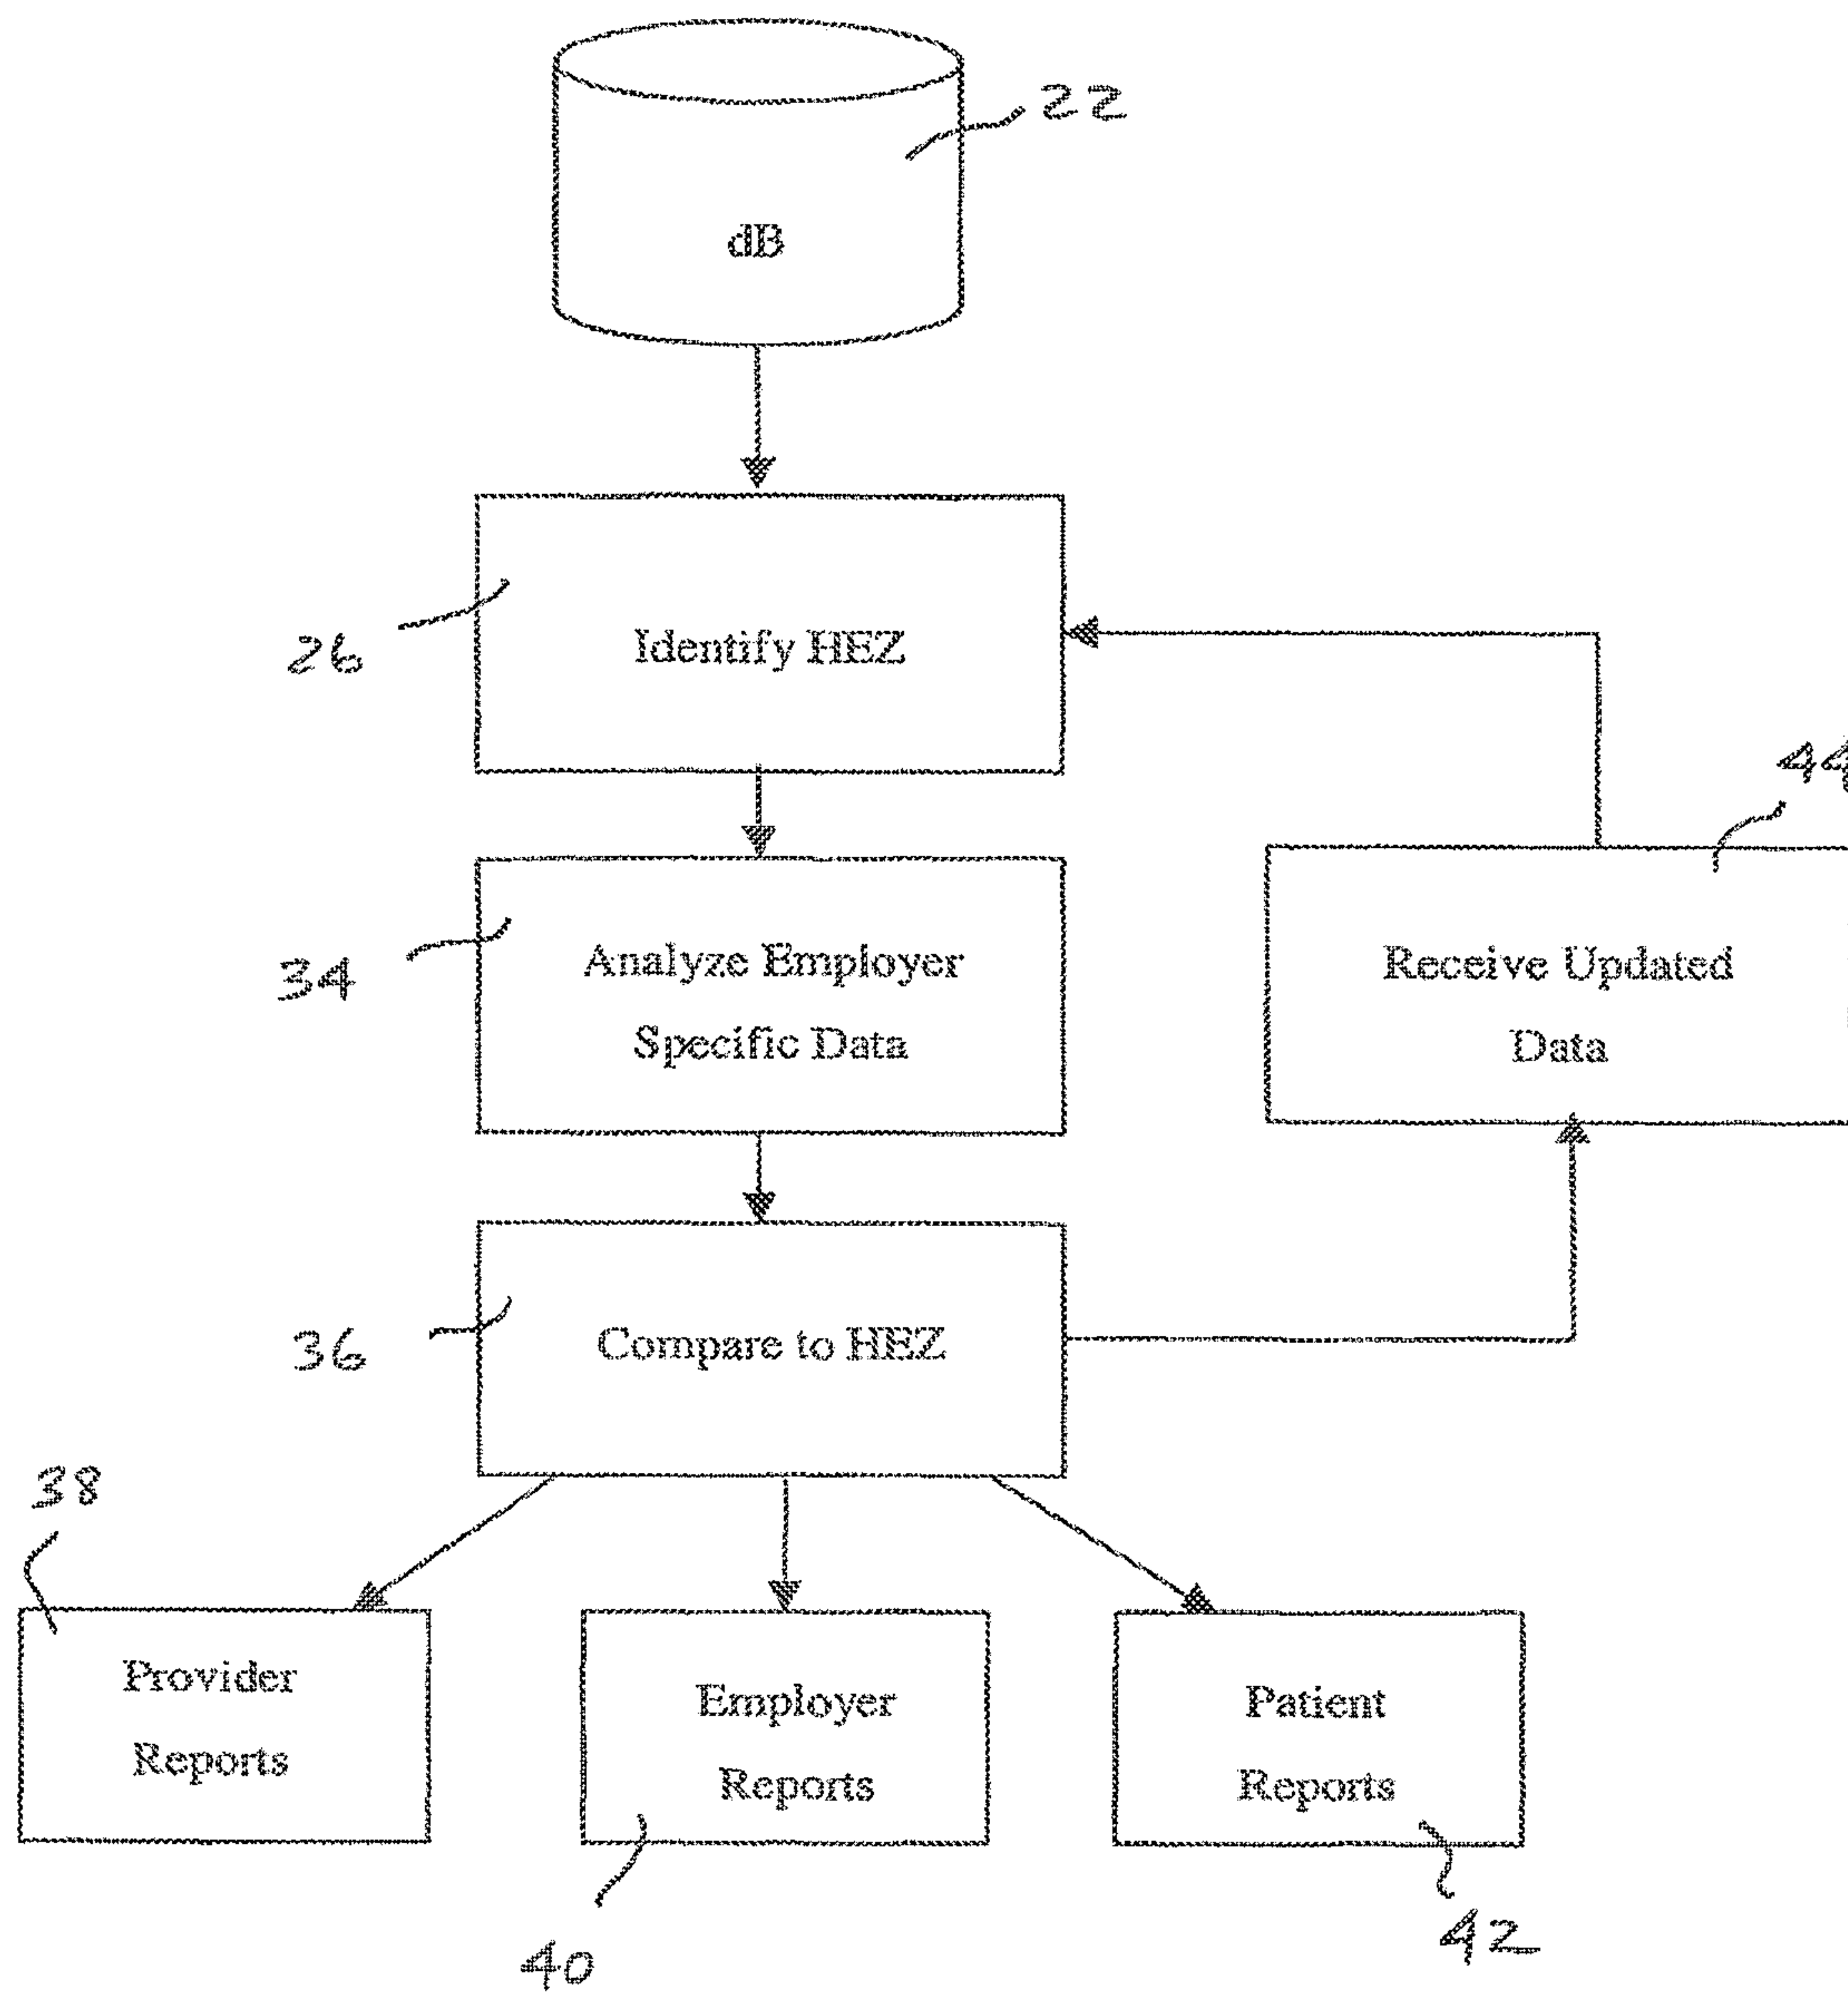 22
dB
26
Identify HEZ
44
34
Analyze Employer
Specific Data
Receive Updated
Data
36
Compare to HEZ
38
Provider
Reports
Employer
Reports
Patient
Reports
40
42